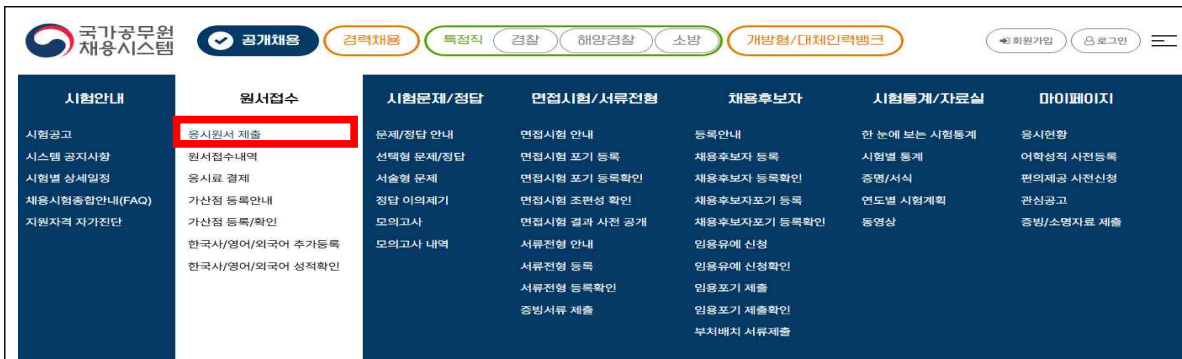 국가공무원
채용시스템
공개채용
경력채용
특정직 경찰 해양경찰 소방
개방형/대체인력뱅크
회원가입
로그인
시험안내
시험공고
시스템 공지사항
시험별 상세일정
채용시험종합안내(FAQ)
지원자격 자가진단
원서접수
응시원서 제출
원서접수내역
응시료 결제
가산점 등록안내
가산점 등록/확인
한국사/영어/외국어 추가등록
한국사/영어/외국어 성적확인
시험문제/정답
문제/정답 안내
선택형 문제/정답
서술형 문제
정답 이의제기
모의고사
모의고사 내역
면접시험/서류전형
면접시험 안내
면접시험 포기 등록
면접시험 포기 등록확인
면접시험 조편성 확인
면접시험 결과 사전 공개
서류전형 안내
서류전형 등록
서류전형 등록확인
증빙서류 제출
채용후보자
등록안내
채용후보자 등록
채용후보자 등록확인
채용후보자포기 등록
채용후보자포기 등록확인
임용유예 신청
임용유예 신청확인
임용포기 제출
임용포기 제출확인
부처배치 서류제출
시험통계/자료실
한 눈에 보는 시험통계
시험별 통계
증명/서식
연도별 시험계획
동영상
마이페이지
응시현황
어학성적 사전등록
편의제공 사전신청
관심공고
증빙/소명자료 제출